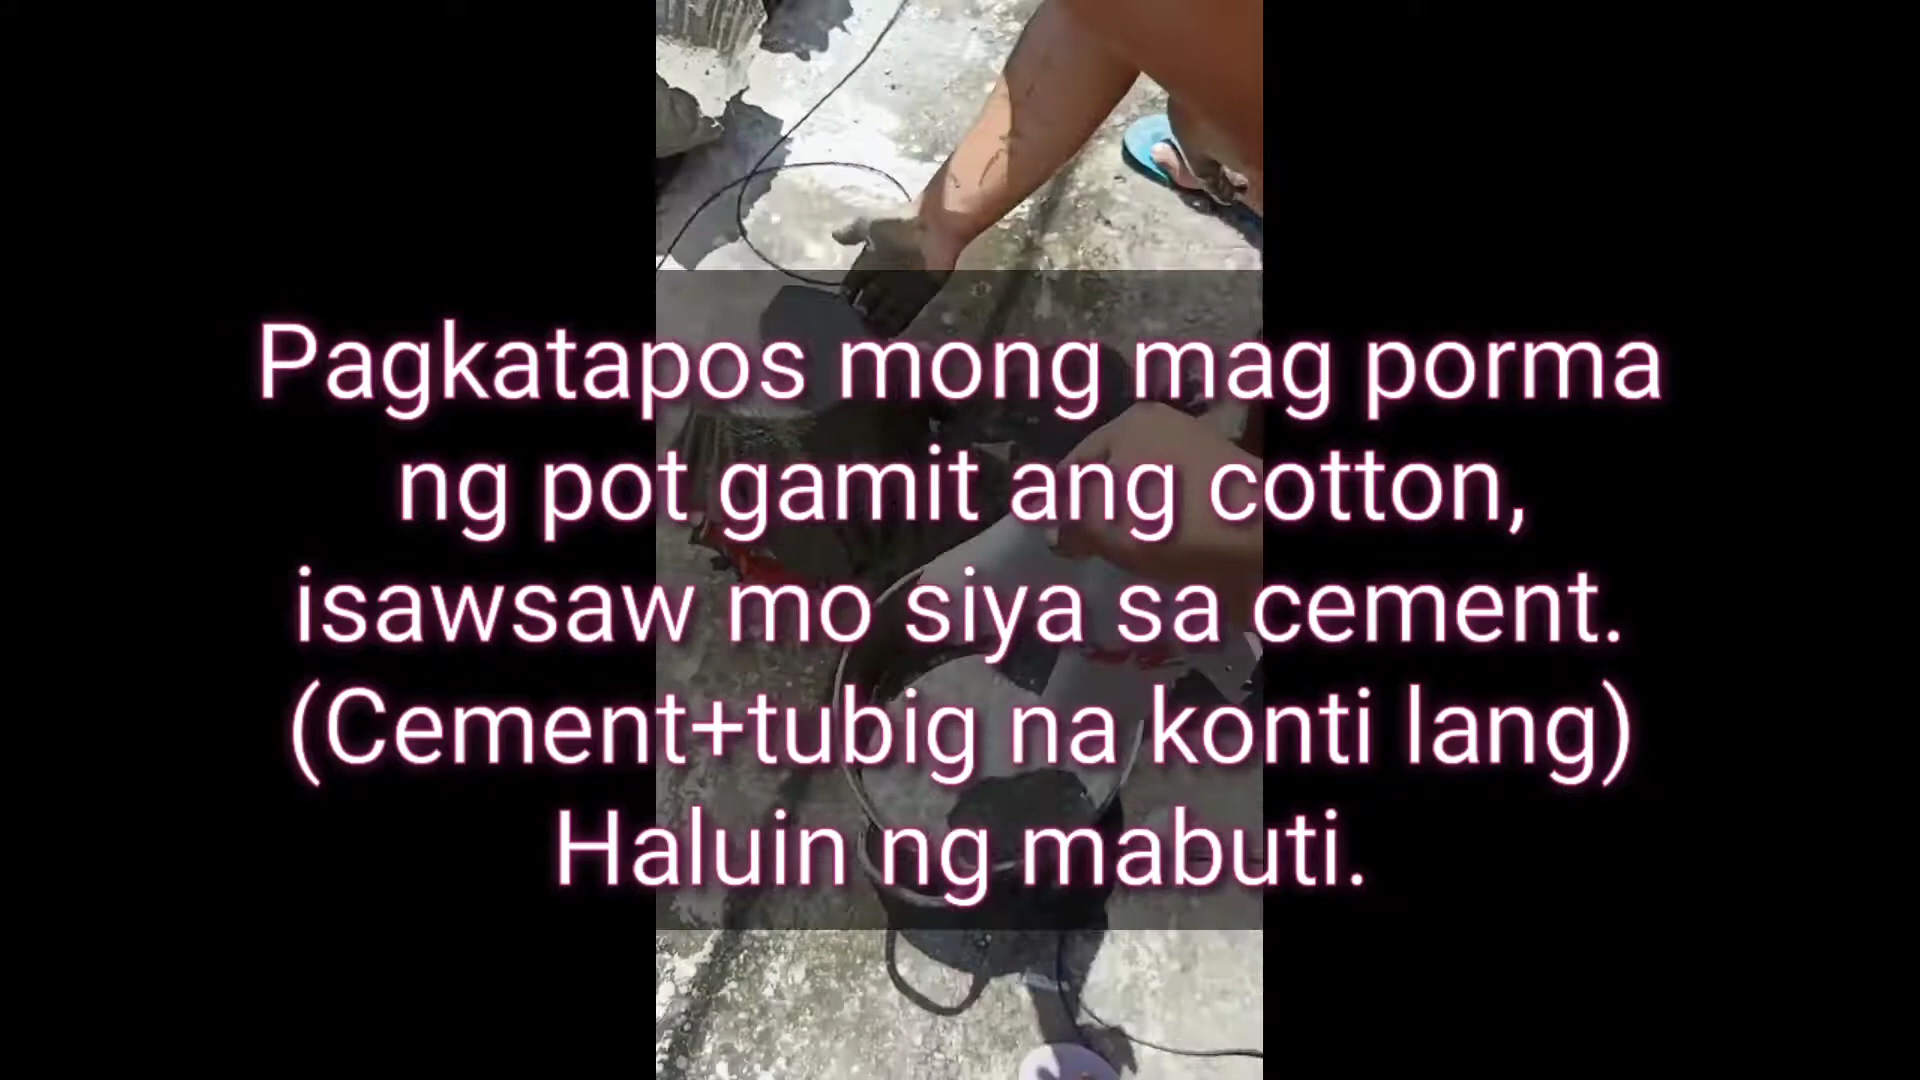 Pagkatapos mong mag porma
ng pot gamit ang cotton,
isawsaw mo siya sa cement.
(Cement+tubig na konti lang)
Haluin ng mabuti.